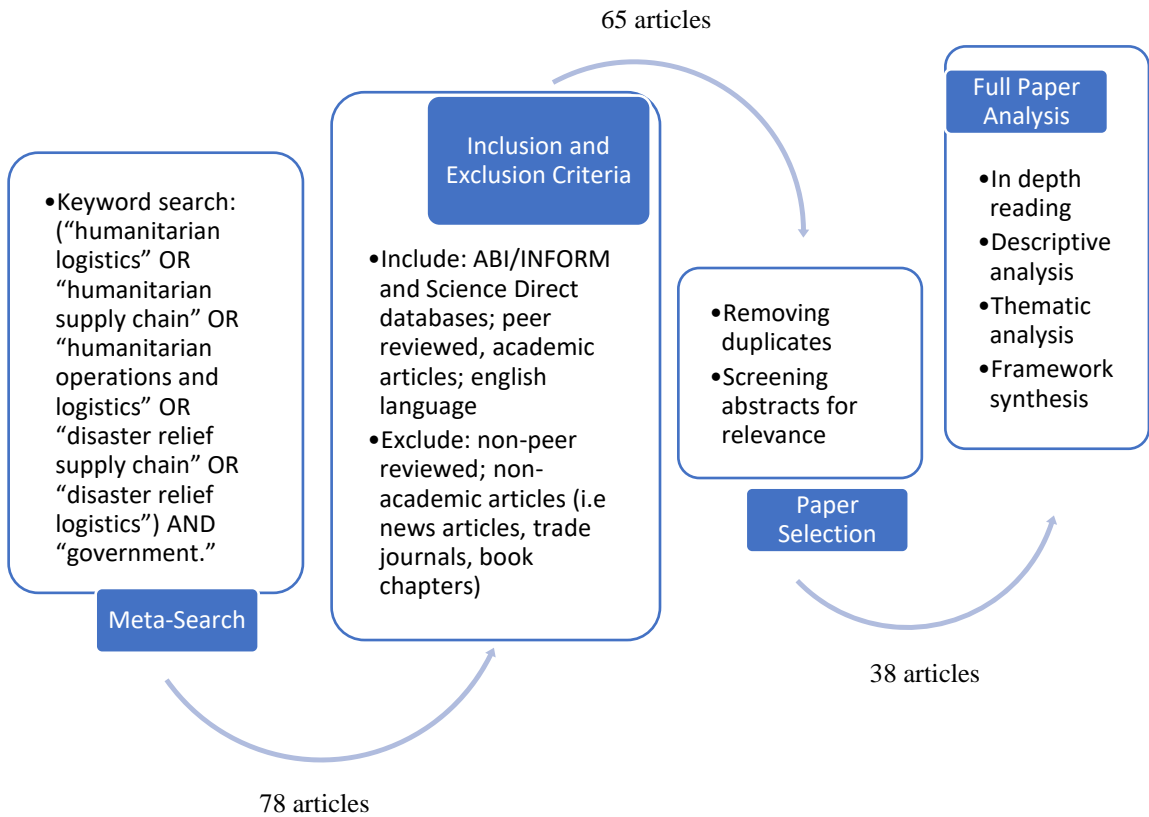 65 articles
•Keyword search:
(“humanitarian
logistics” OR
“humanitarian
supply chain” OR
“humanitarian
operations and
logistics” OR
“disaster relief
supply chain” OR
“disaster relief
logistics”) AND
“government.”
Meta-Search
78 articles
Inclusion and
Exclusion Criteria
•Include: ABI/INFORM
and Science Direct
databases; peer
reviewed, academic
articles; english
language
•Exclude: non-peer
reviewed; non-
academic articles (i.e
news articles, trade
journals, book
chapters)
•Removing
duplicates
•Screening
abstracts for
relevance
Paper
Selection
38 articles
Full Paper
Analysis
•In depth
reading
•Descriptive
analysis
•Thematic
analysis
•Framework
synthesis